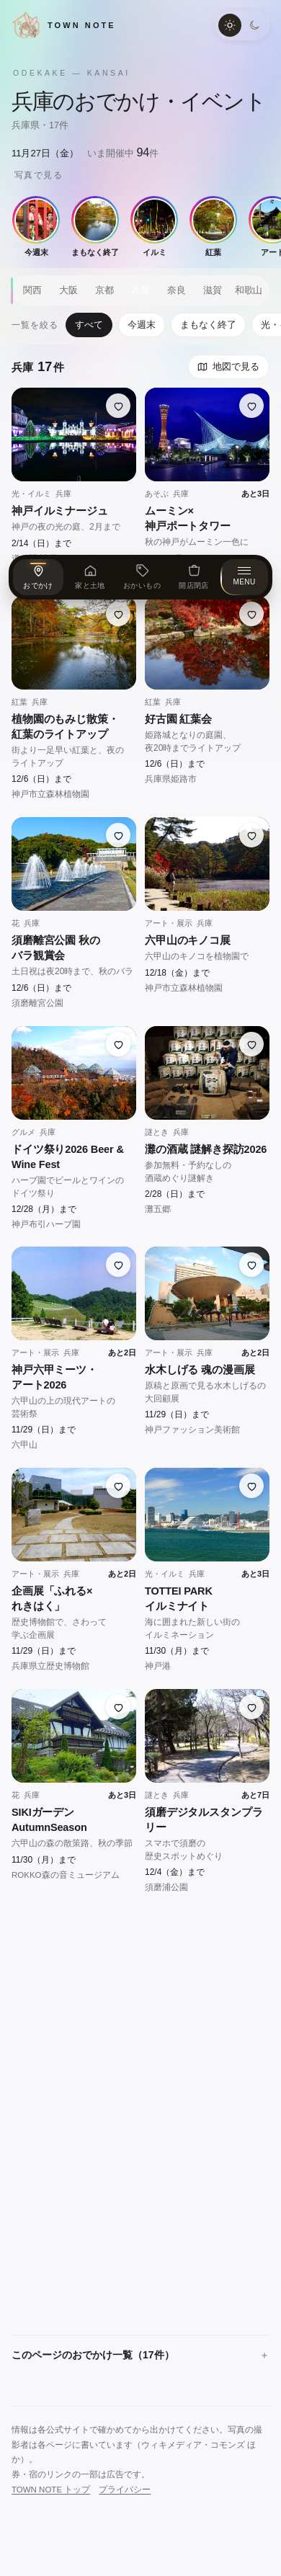 TOWN NOTE
ODEKAKE — KANSAI
兵庫のおでかけ・イベント
兵庫県・17件
11月27日（金） いま開催中 94件
写真で見る
今週末 まもなく終了 イルミ 紅葉 アート
関西 大阪 京都 奈良 滋賀 和歌山
一覧を絞る すべて 今週末 まもなく終了 光・
兵庫 17件 地図で見る
光・イルミ 兵庫
神戸イルミナージュ
神戸の夜の光の庭、2月まで
2/14（日）まで
あそぶ 兵庫 あと3日
ムーミン×
神戸ポートタワー
秋の神戸がムーミン一色に
おでかけ 家と土地 おかいもの 開店閉店 MENU
紅葉 兵庫
植物園のもみじ散策・
紅葉のライトアップ
街より一足早い紅葉と、夜の
ライトアップ
12/6（日）まで
神戸市立森林植物園
紅葉 兵庫
好古園 紅葉会
姫路城となりの庭園、
夜20時までライトアップ
12/6（日）まで
兵庫県姫路市
花 兵庫
須磨離宮公園 秋の
バラ観賞会
土日祝は夜20時まで、秋のバラ
12/6（日）まで
須磨離宮公園
アート・展示 兵庫
六甲山のキノコ展
六甲山のキノコを植物園で
12/18（金）まで
神戸市立森林植物園
グルメ 兵庫
ドイツ祭り2026 Beer &
Wine Fest
ハーブ園でビールとワインの
ドイツ祭り
12/28（月）まで
神戸布引ハーブ園
謎とき 兵庫
灘の酒蔵 謎解き探訪2026
参加無料・予約なしの
酒蔵めぐり謎解き
2/28（日）まで
灘五郷
アート・展示 兵庫 あと2日
神戸六甲ミーツ・
アート2026
六甲山の上の現代アートの
芸術祭
11/29（日）まで
六甲山
アート・展示 兵庫 あと2日
水木しげる 魂の漫画展
原稿と原画で見る水木しげるの
大回顧展
11/29（日）まで
神戸ファッション美術館
アート・展示 兵庫 あと2日
企画展「ふれる×
れきはく」
歴史博物館で、さわって
学ぶ企画展
11/29（日）まで
兵庫県立歴史博物館
光・イルミ 兵庫 あと3日
TOTTEI PARK
イルミナイト
海に囲まれた新しい街の
イルミネーション
11/30（月）まで
神戸港
花 兵庫 あと3日
SIKIガーデン
AutumnSeason
六甲山の森の散策路、秋の季節
11/30（月）まで
ROKKO森の音ミュージアム
謎とき 兵庫 あと7日
須磨デジタルスタンプラ
リー
スマホで須磨の
歴史スポットめぐり
12/4（金）まで
須磨浦公園
このページのおでかけ一覧（17件） +
情報は各公式サイトで確かめてから出かけてください。写真の撮
影者は各ページに書いています（ウィキメディア・コモンズ ほ
か）。
券・宿のリンクの一部は広告です。
TOWN NOTE トップ プライバシー